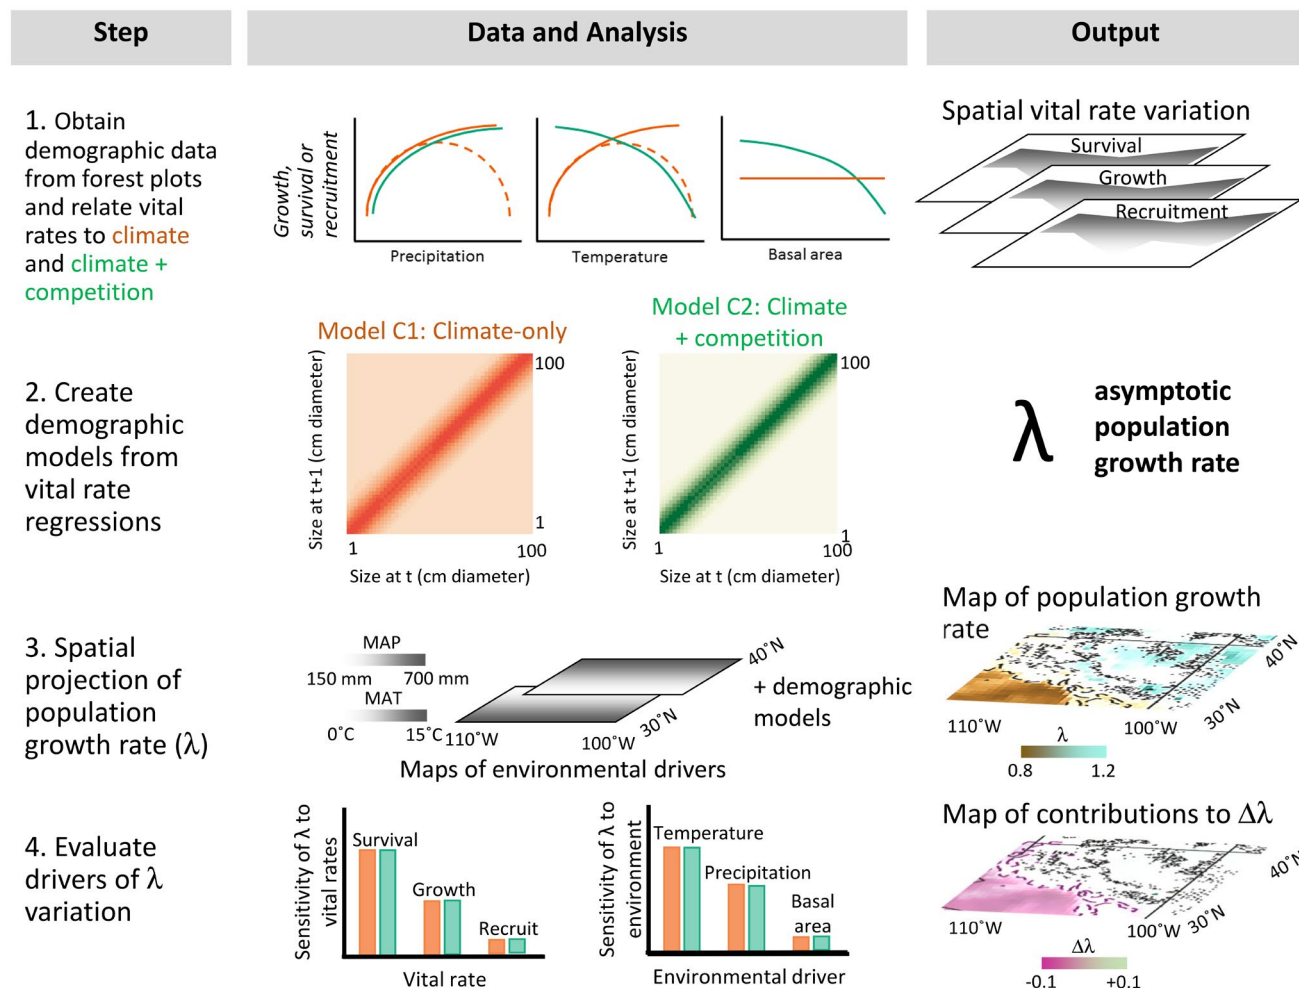 Step
Data and Analysis
Output
1. Obtain
demographic data
from forest plots
and relate vital
rates to climate
and climate +
competition
Growth,
survival or
recruitment
Precipitation
Temperature
Basal area
Spatial vital rate variation
Survival
Growth
Recruitment
2. Create
demographic
models from
vital rate
regressions
Model C1: Climate-only
Size at t+1 (cm diameter)
100
1
1
100
Size at t (cm diameter)
Model C2: Climate
+ competition
Size at t+1 (cm diameter)
100
1
1
100
Size at t (cm diameter)
λ
asymptotic
population
growth rate
3. Spatial
projection of
population
growth rate (λ)
MAP
150 mm
700 mm
MAT
0˚C
15˚C
110˚W
100˚W
30˚N
40˚N
+ demographic
models
Maps of environmental drivers
Map of population growth
rate
110˚W
100˚W
30˚N
40˚N
λ
0.8
1.2
4. Evaluate
drivers of λ
variation
Sensitivity of λ to
vital rates
Survival
Growth
Recruit
Vital rate
Sensitivity of λ to
environment
Temperature
Precipitation
Basal
area
Environmental driver
Map of contributions to Δλ
110˚W
100˚W
30˚N
40˚N
Δλ
-0.1
+0.1